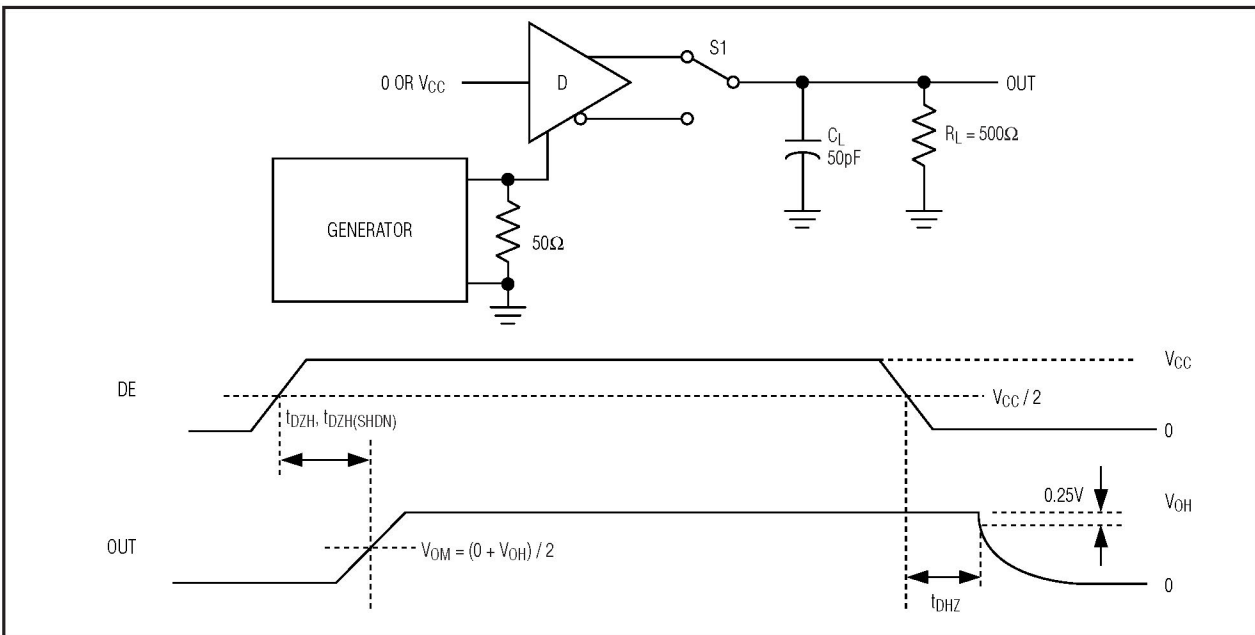 S1
0 OR VCC
D
OUT
CL
50pF
RL = 500Ω
GENERATOR
50Ω
VCC
DE
VCC / 2
tDZH, tDZH(SHDN)
0
0.25V
VOH
OUT
VOM = (0 + VOH) / 2
0
tDHZ